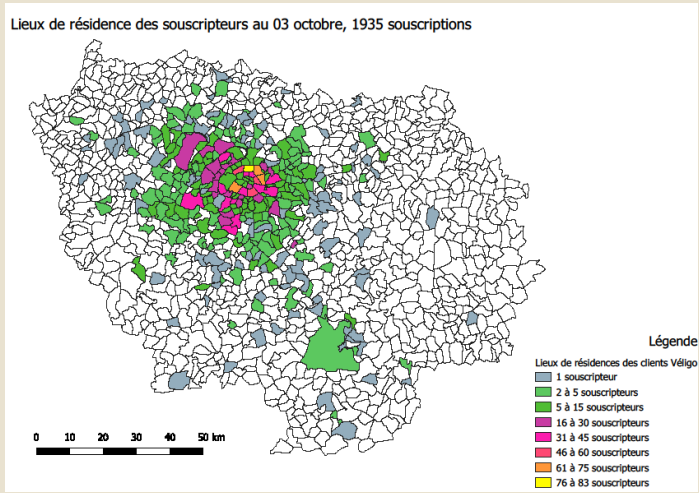 Lieux de résidence des souscripteurs au 03 octobre, 1935 souscriptions
Légende
Lieux de résidences des clients Véligo
1 souscripteur
2 à 5 souscripteurs
5 à 15 souscripteurs
16 à 30 souscripteurs
31 à 45 souscripteurs
46 à 60 souscripteurs
61 à 75 souscripteurs
76 à 83 souscripteurs
0 10 20 30 40 50 km